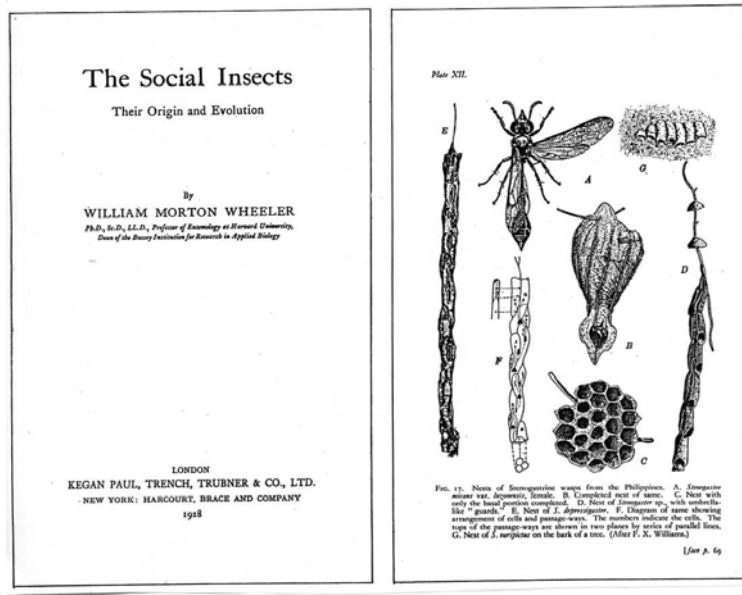 The Social Insects
Their Origin and Evolution
By
WILLIAM MORTON WHEELER
Ph.D., Sc.D., LL.D., Professor of Entomology at Harvard University,
Dean of the Bussey Institution for Research in Applied Biology
LONDON
KEGAN PAUL, TRENCH, TRUBNER & CO., LTD.
NEW YORK: HARCOURT, BRACE AND COMPANY
1928
Plate XII.
E
A
G
D
B
F
C
FIG. 17. Nests of Stenogastrine wasps from the Philippines. A. Stenogaster
micans var. luzonensis, female. B. Completed nest of same. C. Nest with
only the basal portion completed. D. Nest of Stenogaster sp., with umbrella-
like "guards." E. Nest of S. depressigaster. F. Diagram of same showing
arrangement of cells and passage-ways. The numbers indicate the cells. The
tops of the passage-ways are shown in two planes by series of parallel lines.
G. Nest of S. varipictus on the bark of a tree. (After F. X. Williams.)
[face p. 69